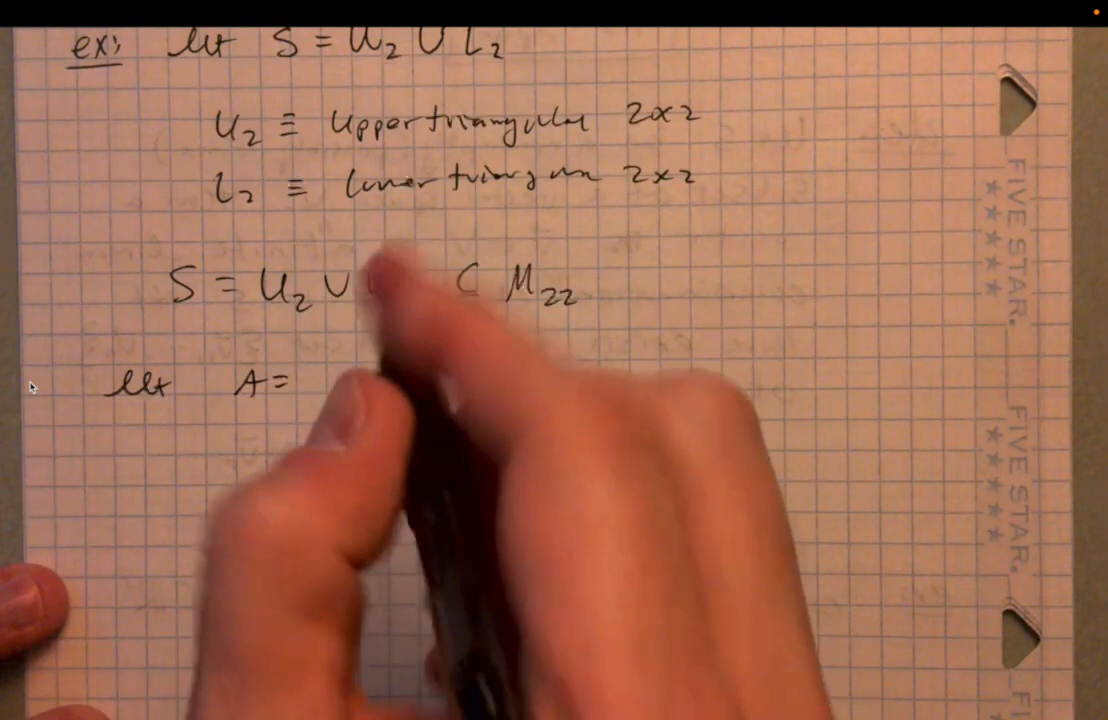 ex: let S = U₂ ∪ L₂
U₂ ≡ Upper triangular 2x2
L₂ ≡ lower triangular 2x2
S = U₂ ∪ ⊆ M₂₂
let A =
FIVE STAR.
★★★★★
FIVE STAR.
★★★★★
FI